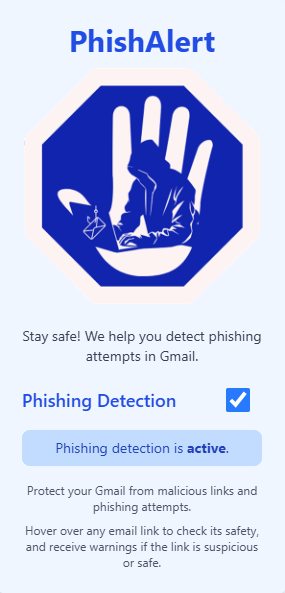 PhishAlert
Stay safe! We help you detect phishing
attempts in Gmail.
Phishing Detection
Phishing detection is active.
Protect your Gmail from malicious links and
phishing attempts.
Hover over any email link to check its safety,
and receive warnings if the link is suspicious
or safe.